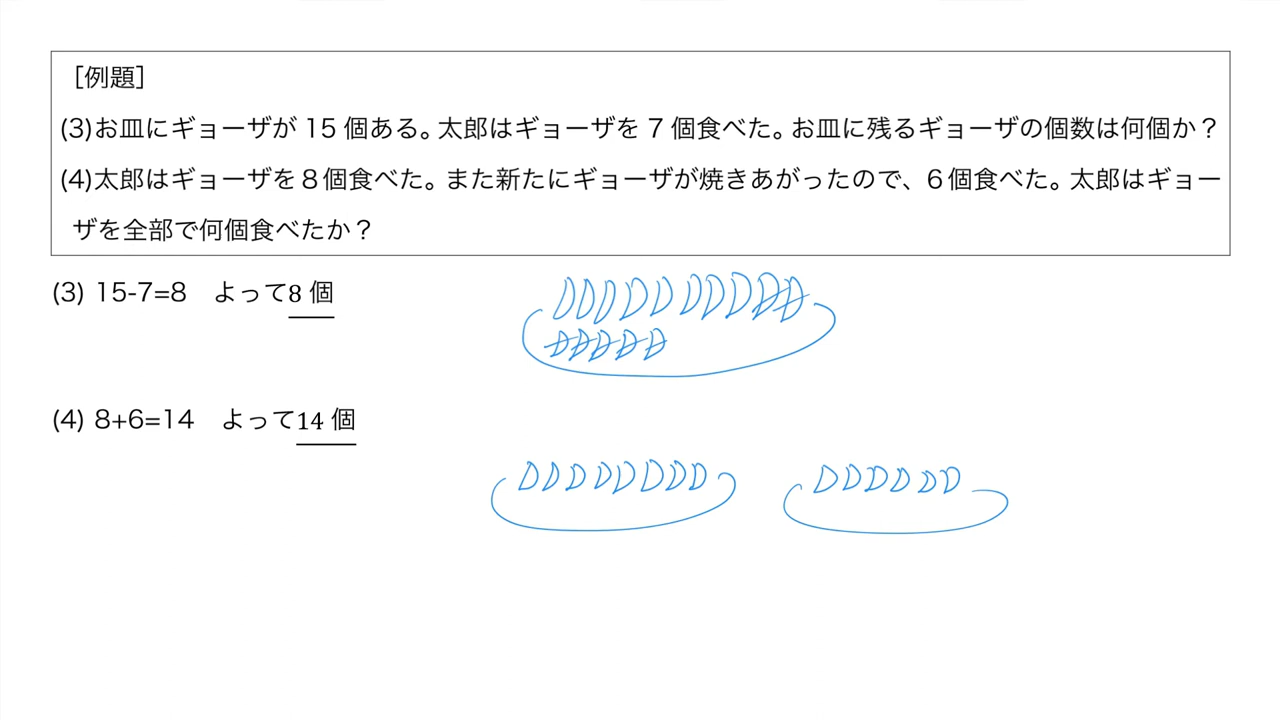 [例題]
(3)お皿にギョーザが 15 個ある。太郎はギョーザを 7 個食べた。お皿に残るギョーザの個数は何個か？
(4)太郎はギョーザを８個食べた。また新たにギョーザが焼きあがったので、６個食べた。太郎はギョー
ザを全部で何個食べたか？
(3) 15-7=8　よって8 個
(4) 8+6=14　よって14 個